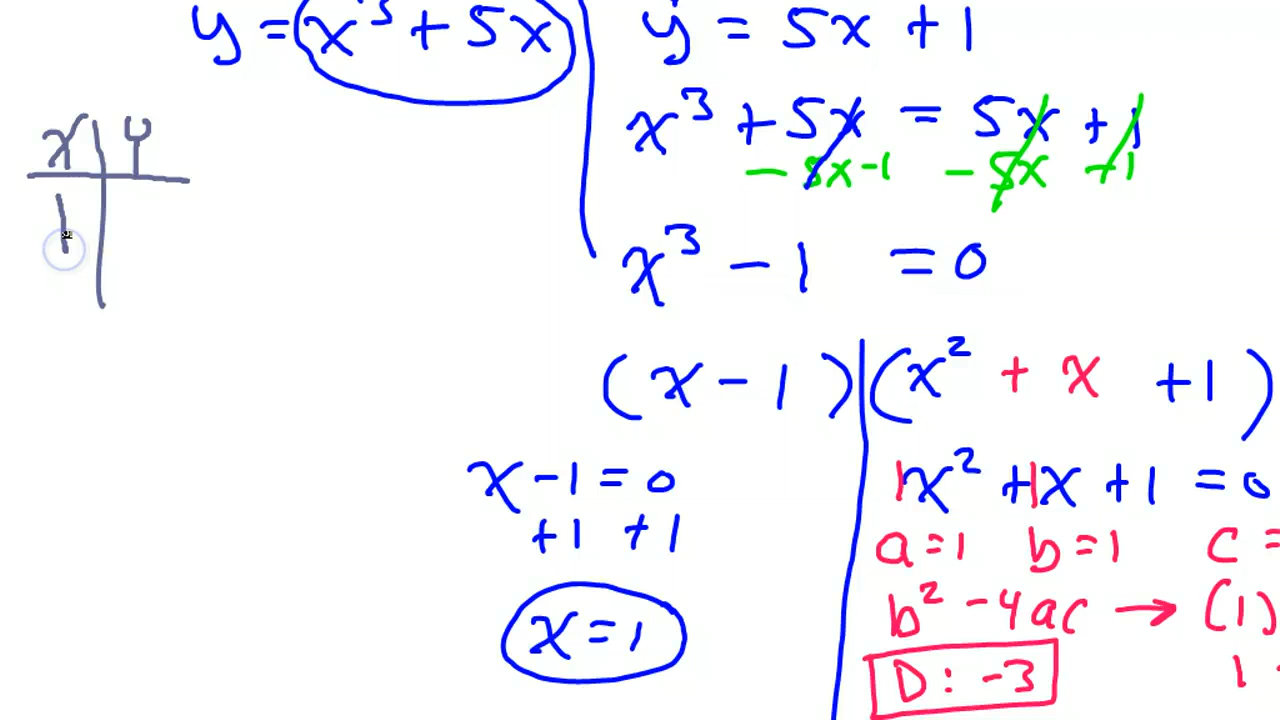 y = x³ + 5x
y = 5x + 1
x³ + 5x = 5x + 1
- 5x - 1 - 5x + 1
x³ - 1 = 0
x y
1
(x - 1) (x² + x + 1)
x - 1 = 0
+1 +1
x = 1
1x² + 1x + 1 = 0
a = 1 b = 1 c =
b² - 4ac → (1)
D: -3
1